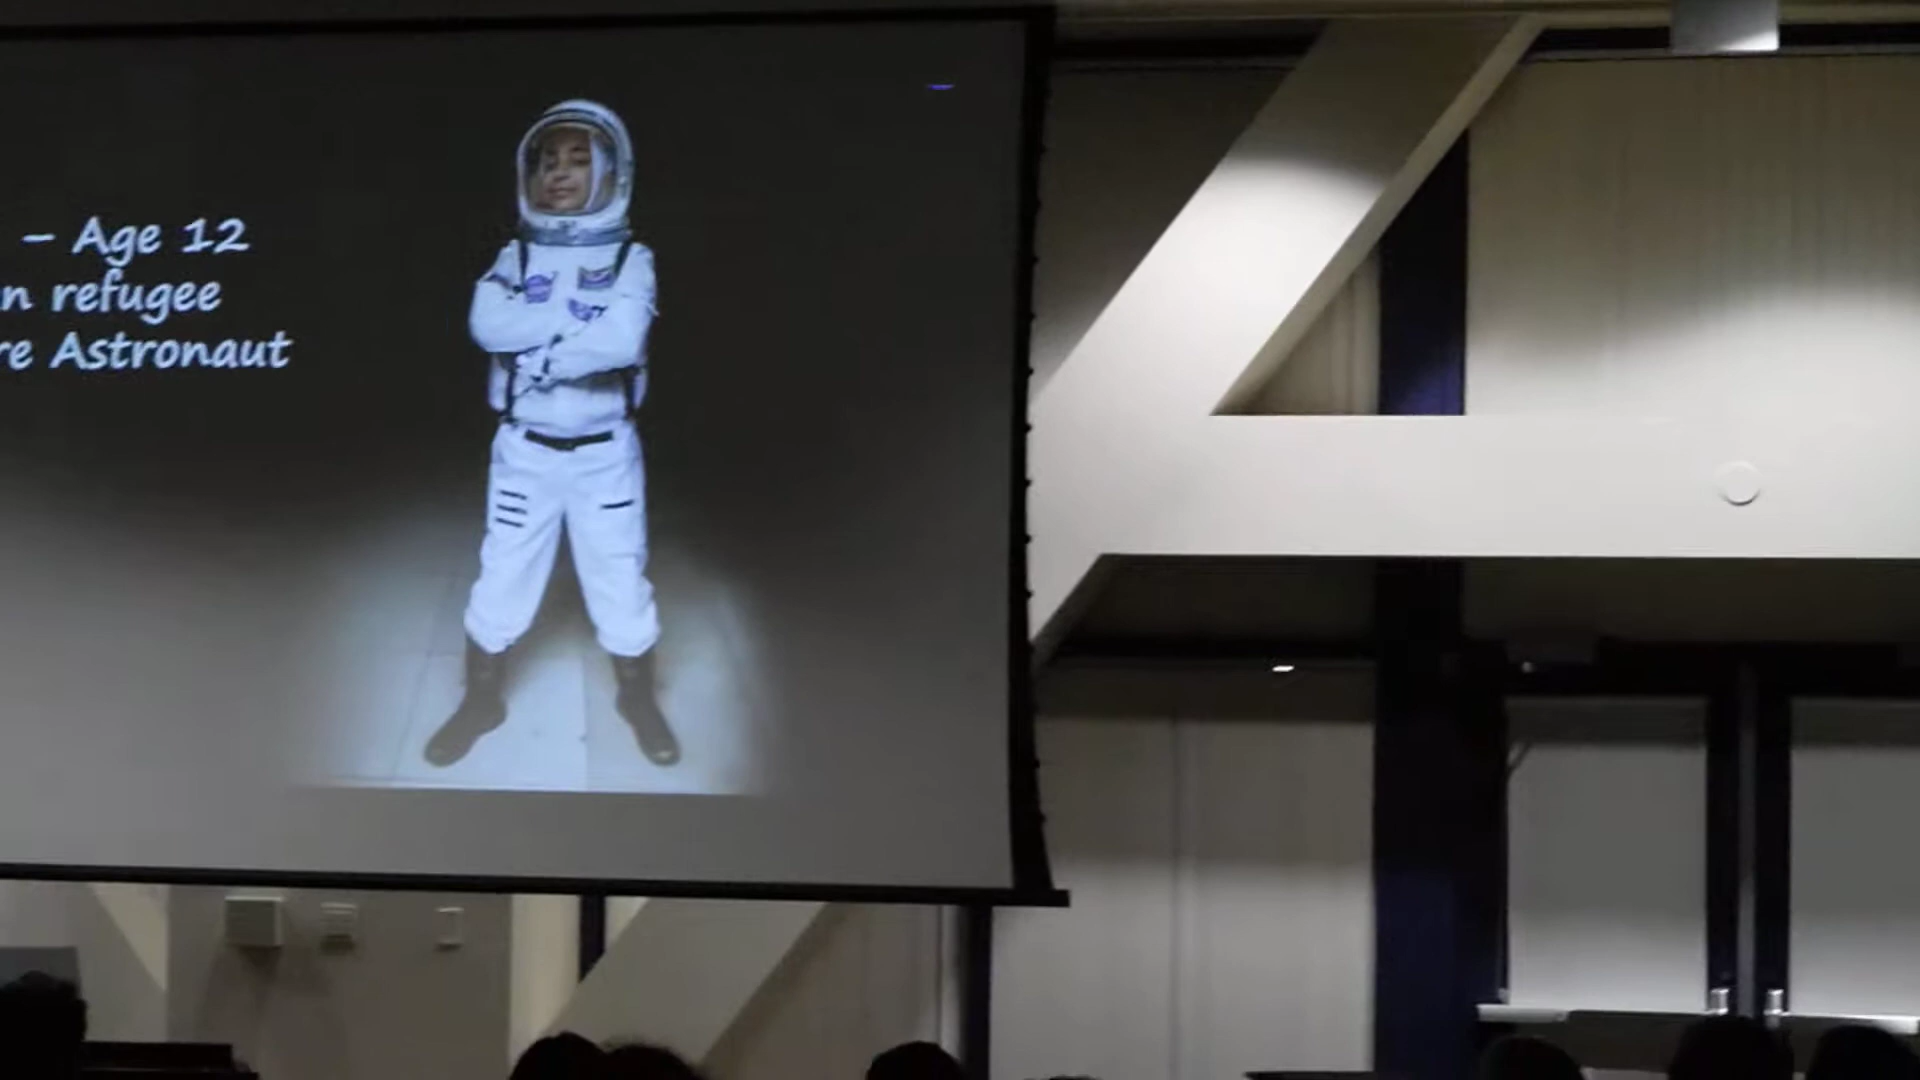 – Age 12
n refugee
re Astronaut